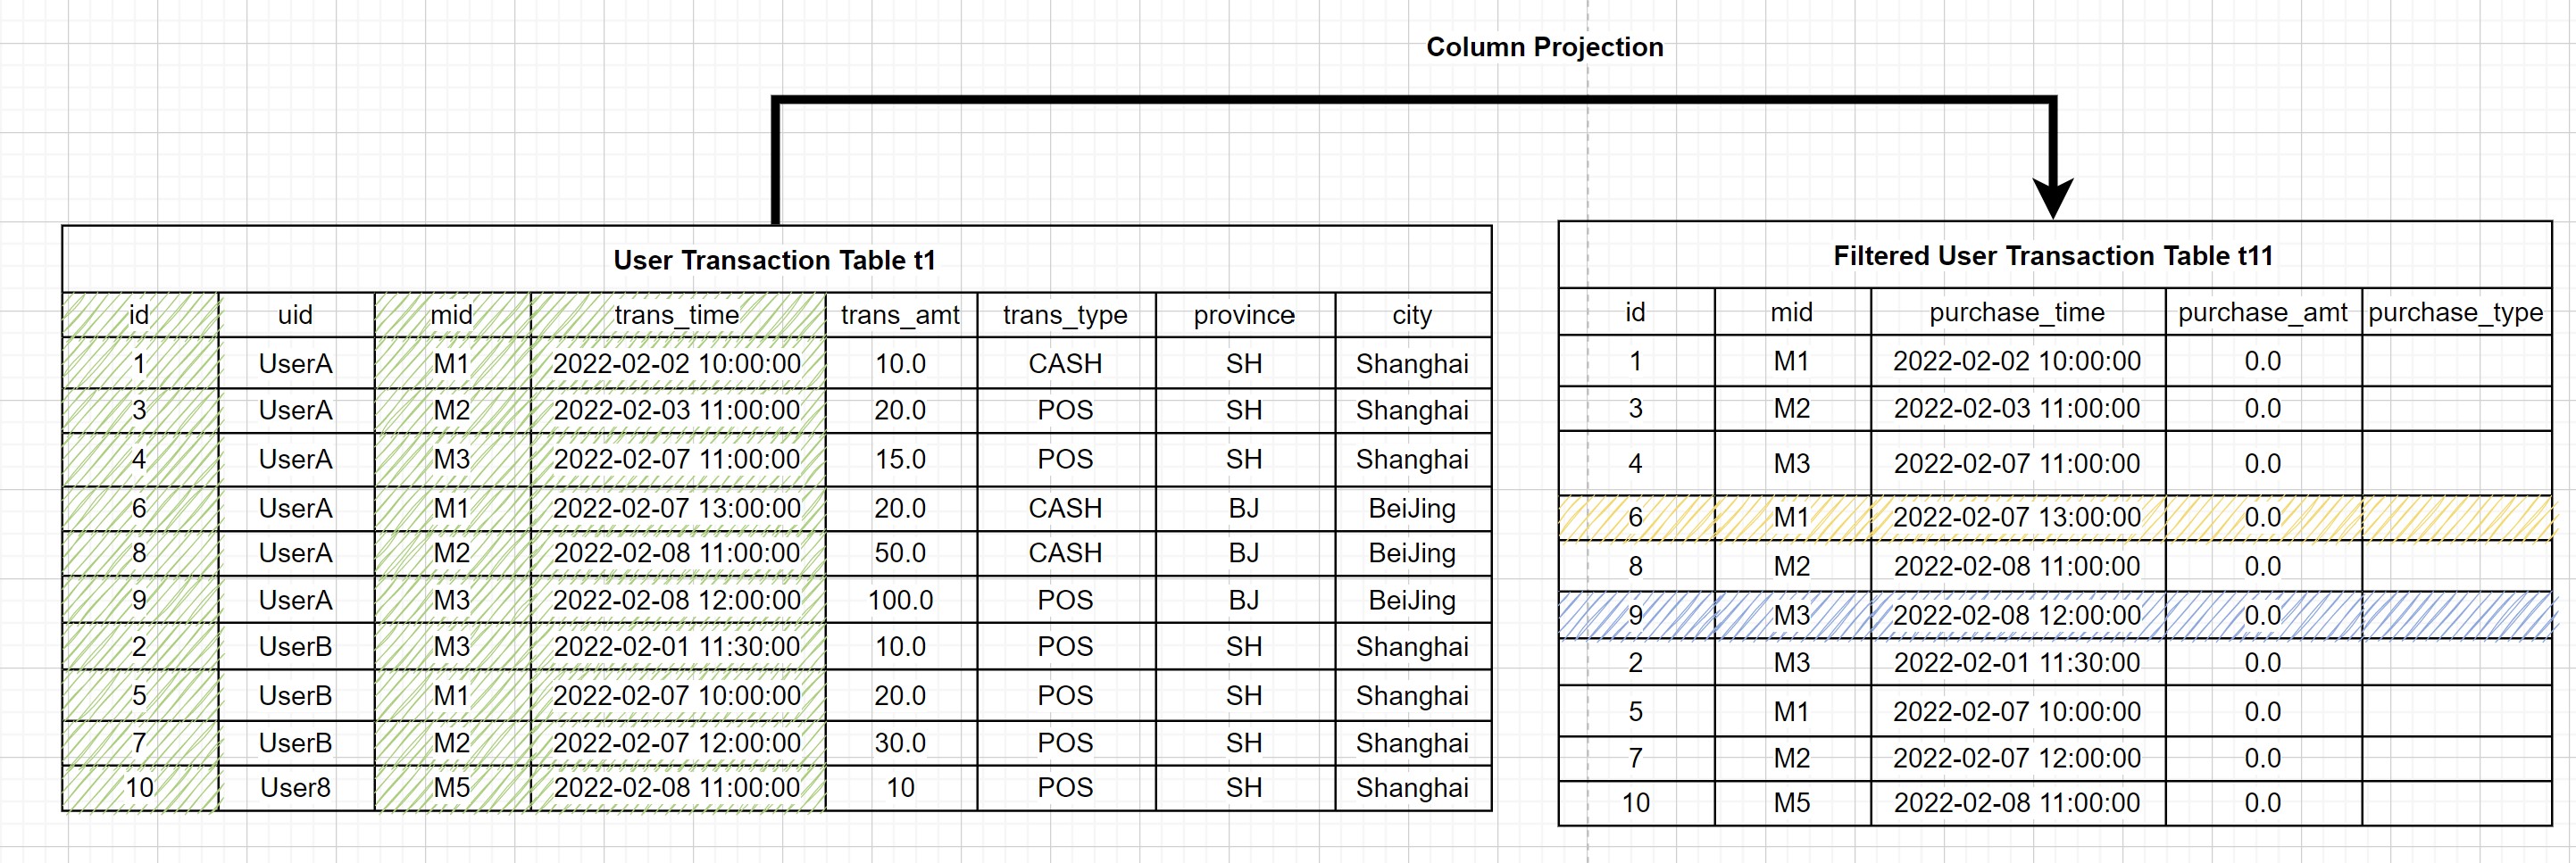 Column Projection
User Transaction Table t1
id uid mid trans_time trans_amt trans_type province city
1 UserA M1 2022-02-02 10:00:00 10.0 CASH SH Shanghai
3 UserA M2 2022-02-03 11:00:00 20.0 POS SH Shanghai
4 UserA M3 2022-02-07 11:00:00 15.0 POS SH Shanghai
6 UserA M1 2022-02-07 13:00:00 20.0 CASH BJ BeiJing
8 UserA M2 2022-02-08 11:00:00 50.0 CASH BJ BeiJing
9 UserA M3 2022-02-08 12:00:00 100.0 POS BJ BeiJing
2 UserB M3 2022-02-01 11:30:00 10.0 POS SH Shanghai
5 UserB M1 2022-02-07 10:00:00 20.0 POS SH Shanghai
7 UserB M2 2022-02-07 12:00:00 30.0 POS SH Shanghai
10 User8 M5 2022-02-08 11:00:00 10 POS SH Shanghai
Filtered User Transaction Table t11
id mid purchase_time purchase_amt purchase_type
1 M1 2022-02-02 10:00:00 0.0
3 M2 2022-02-03 11:00:00 0.0
4 M3 2022-02-07 11:00:00 0.0
6 M1 2022-02-07 13:00:00 0.0
8 M2 2022-02-08 11:00:00 0.0
9 M3 2022-02-08 12:00:00 0.0
2 M3 2022-02-01 11:30:00 0.0
5 M1 2022-02-07 10:00:00 0.0
7 M2 2022-02-07 12:00:00 0.0
10 M5 2022-02-08 11:00:00 0.0